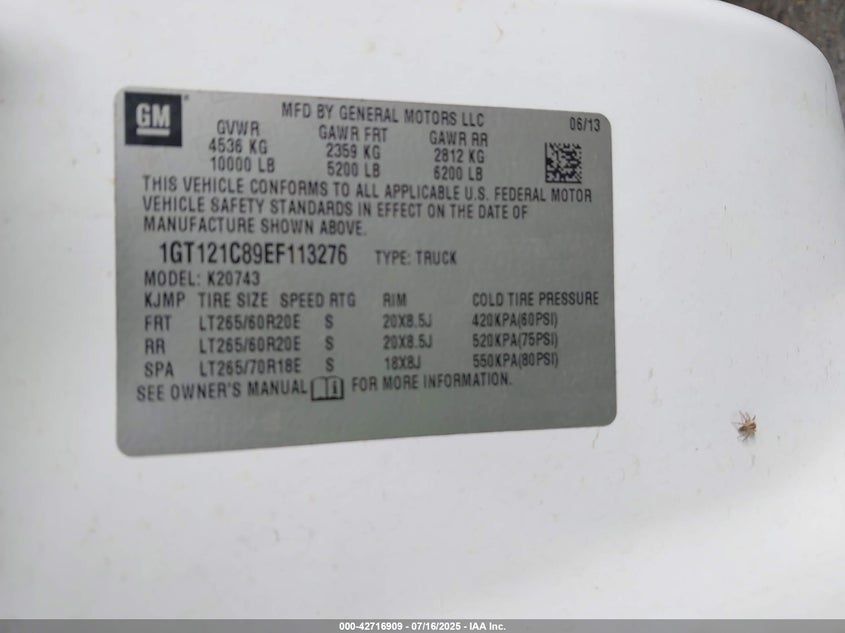 GM
MFD BY GENERAL MOTORS LLC
06/13
GVWR GAWR FRT GAWR RR
4536 KG 2359 KG 2812 KG
10000 LB 5200 LB 6200 LB
THIS VEHICLE CONFORMS TO ALL APPLICABLE U.S. FEDERAL MOTOR
VEHICLE SAFETY STANDARDS IN EFFECT ON THE DATE OF
MANUFACTURE SHOWN ABOVE.
1GT121C89EF113276 TYPE: TRUCK
MODEL: K20743
KJMP TIRE SIZE SPEED RTG RIM COLD TIRE PRESSURE
FRT LT265/60R20E S 20X8.5J 420KPA(60PSI)
RR LT265/60R20E S 20X8.5J 520KPA(75PSI)
SPA LT265/70R18E S 18X8J 550KPA(80PSI)
SEE OWNER'S MANUAL FOR MORE INFORMATION.
000-42716909 - 07/16/2025 - IAA Inc.